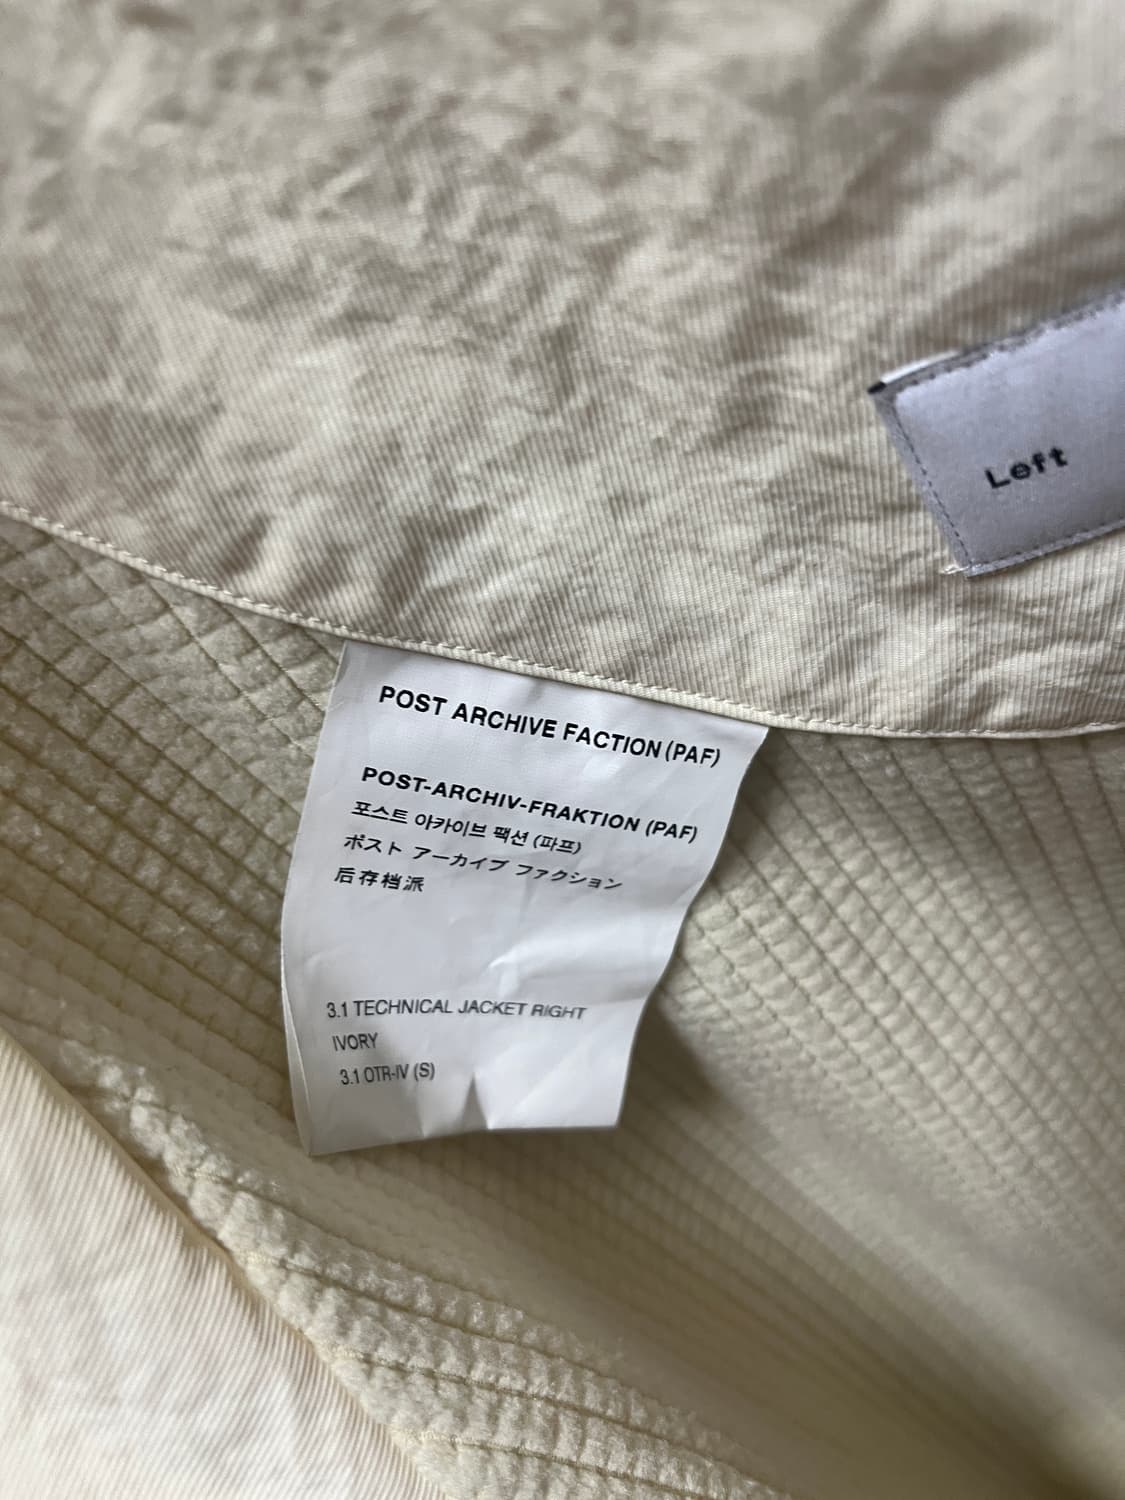 Left
POST ARCHIVE FACTION (PAF)
POST-ARCHIV-FRAKTION (PAF)
포스트 아카이브 팩션 (파프)
ポスト アーカイブ ファクション
后存档派
3.1 TECHNICAL JACKET RIGHT
IVORY
3.1 OTR-IV (S)